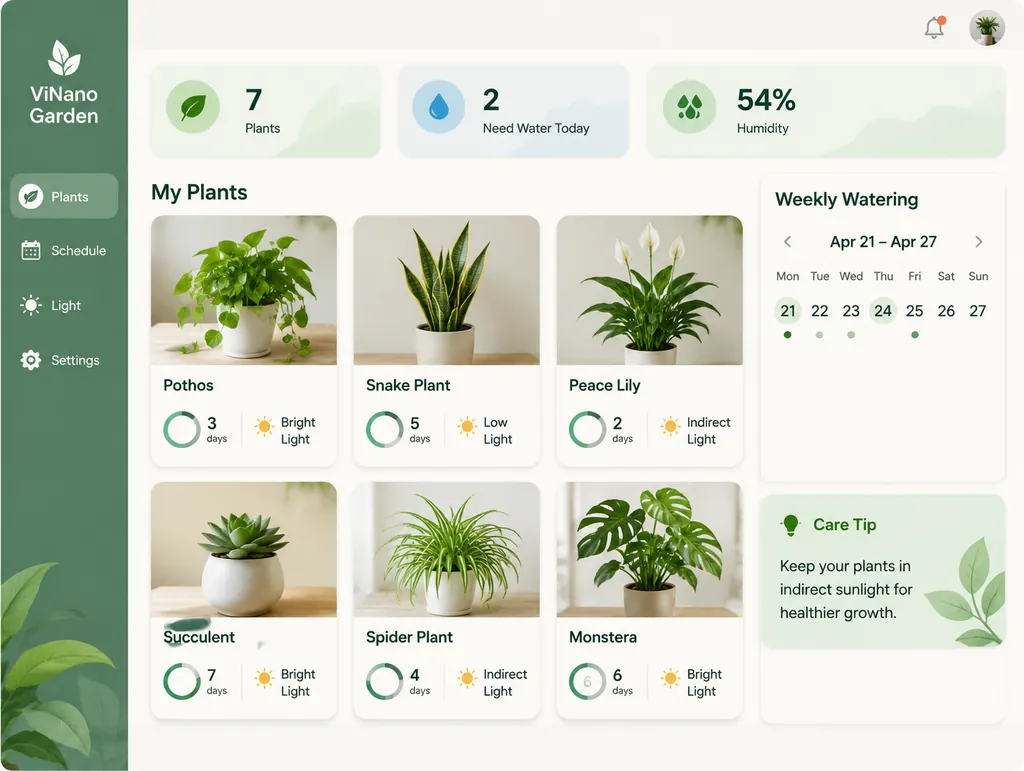 ViNano
Garden
Plants
Schedule
Light
Settings
7
Plants
2
Need Water Today
54%
Humidity
My Plants
Pothos
3
days
Bright
Light
Snake Plant
5
days
Low
Light
Peace Lily
2
days
Indirect
Light
Succulent
7
days
Bright
Light
Spider Plant
4
days
Indirect
Light
Monstera
6
6
days
Bright
Light
Weekly Watering
Apr 21 – Apr 27
Mon Tue Wed Thu Fri Sat Sun
21 22 23 24 25 26 27
Care Tip
Keep your plants in
indirect sunlight for
healthier growth.